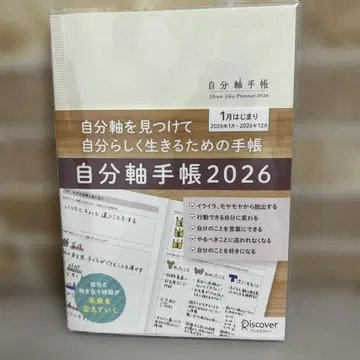 自分軸手帳
Jibun-jiku Planner 2026
1月はじまり
2026年1月～2026年12月
自分軸を見つけて
自分らしく生きるための手帳
自分軸手帳2026
イライラ、モヤモヤから脱出する
行動できる自分に変わる
自分のことを言葉にできる
やるべきことに追われなくなる
自分のことを好きになる
自分と
向き合う時間が
未来を
変えていく
Discover
ディスカヴァー